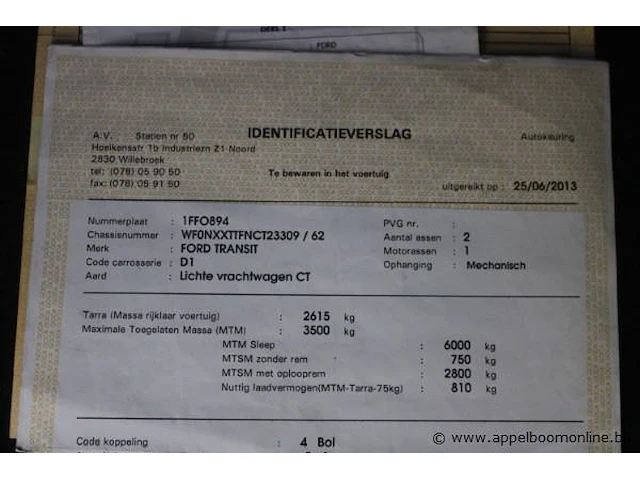 DEEL 1
FORD
IDENTIFICATIEVERSLAG
A.V. Station nr 50
Autokeuring
Hoeikensstr 1b Industriezn Z1-Noord
2830 Willebroek
tel: (078) 05 90 50
Te bewaren in het voertuig
fax: (078) 05 91 50
uitgereikt op : 25/06/2013
Nummerplaat : 1FFO894
PVG nr. :
Chassisnummer : WF0NXXTTFNCT23309 / 62
Aantal assen : 2
Merk : FORD TRANSIT
Motorassen : 1
Code carrosserie : D1
Ophanging : Mechanisch
Aard : Lichte vrachtwagen CT
Tarra (Massa rijklaar voertuig) : 2615 kg
Maximale Toegelaten Massa (MTM) : 3500 kg
MTM Sleep : 6000 kg
MTSM zonder rem : 750 kg
MTSM met oplooprem : 2800 kg
Nuttig laadvermogen(MTM-Tarra-75kg) : 810 kg
Code koppeling : 4 Bol
© www.appelboomonline.b